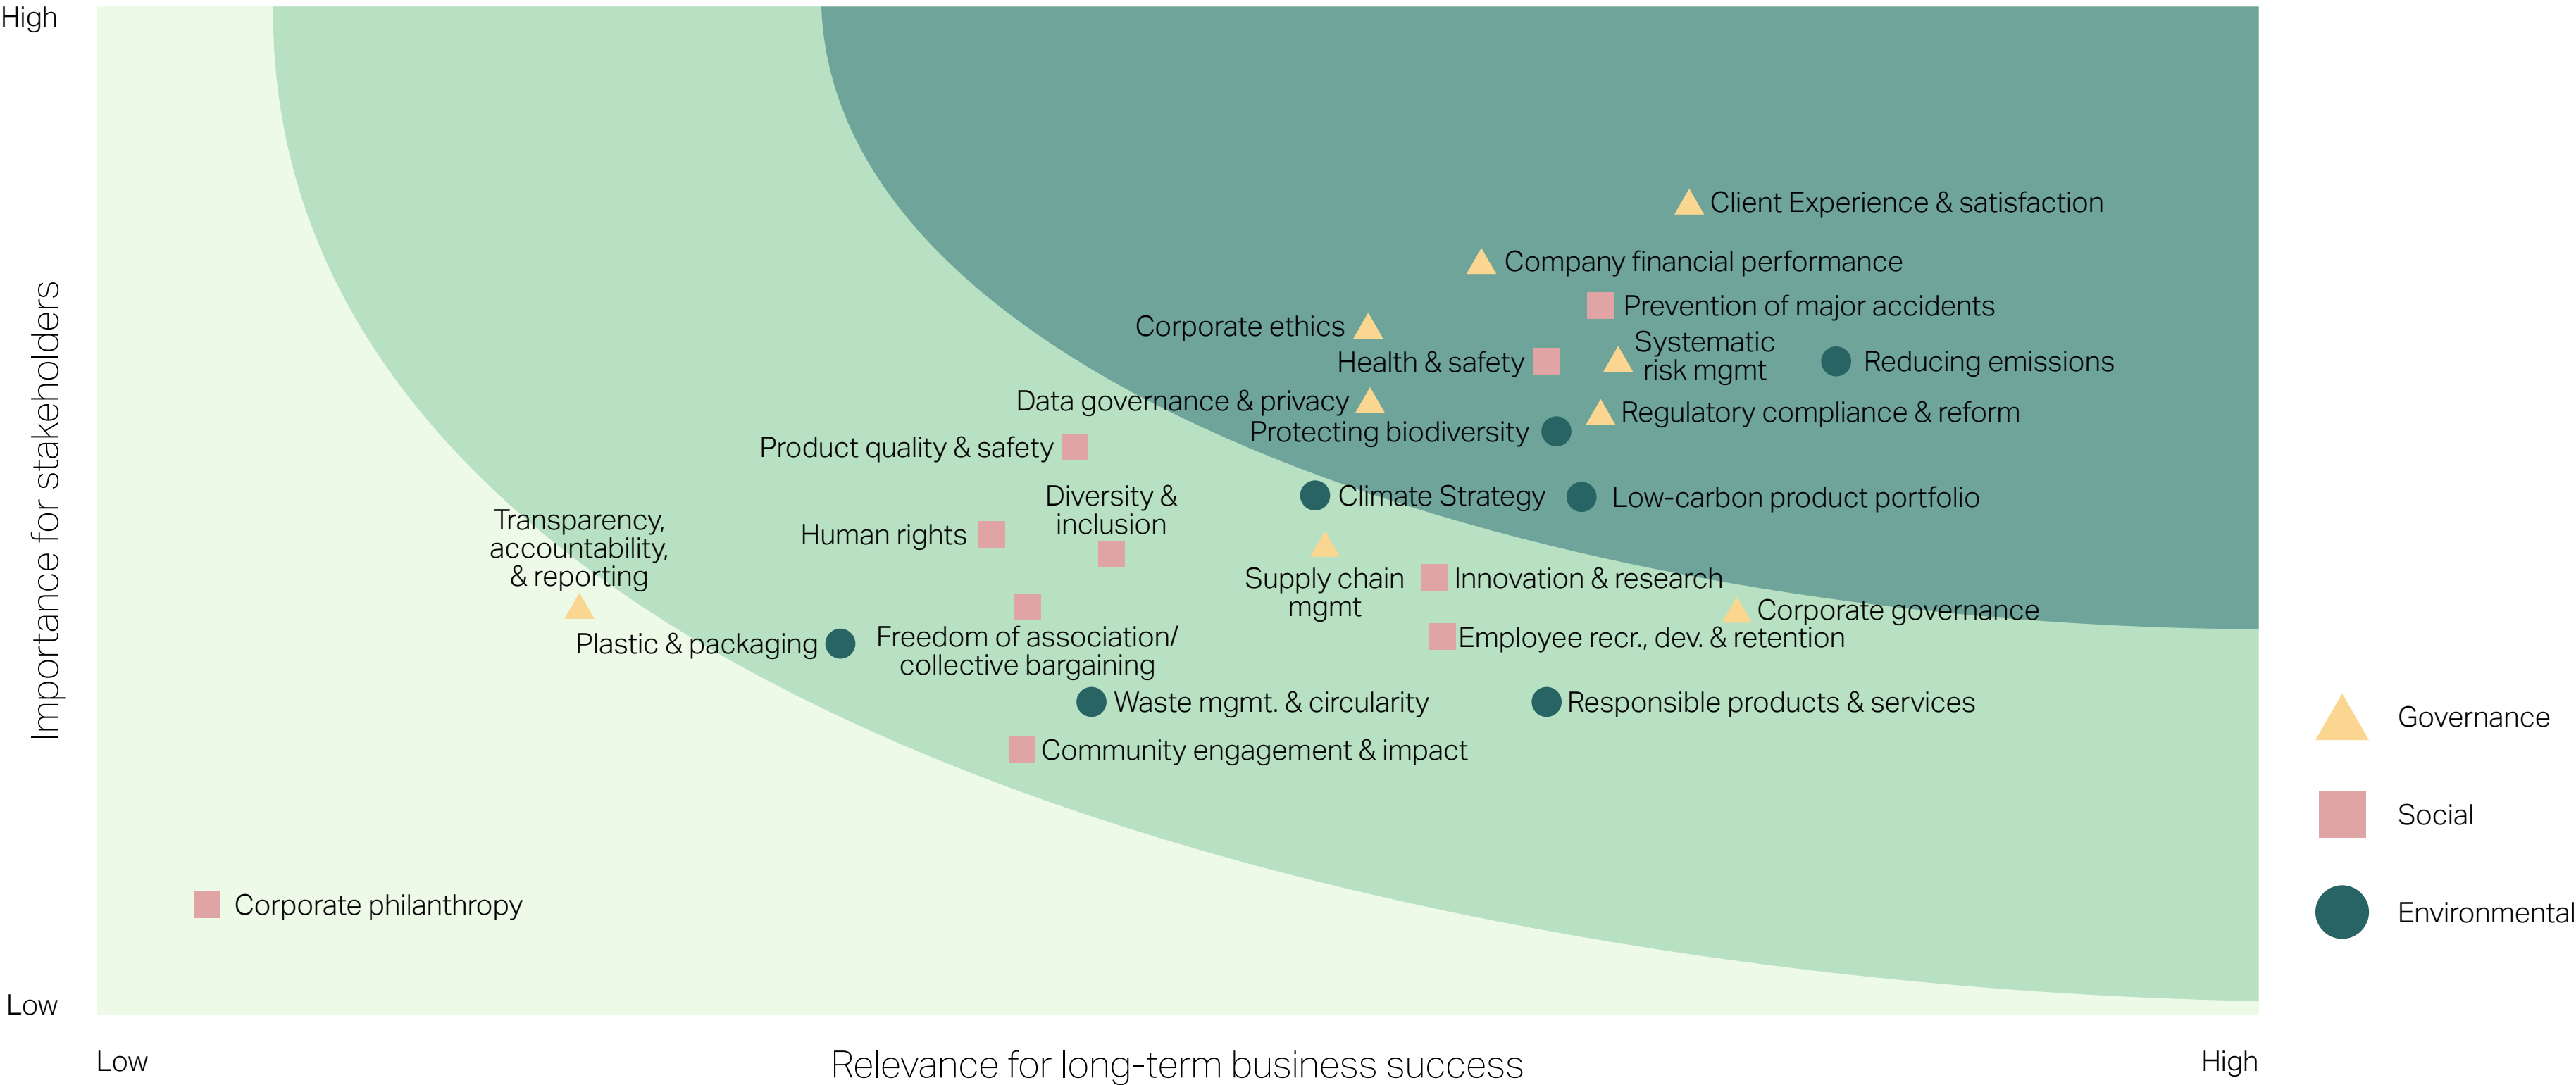 High
Importance for stakeholders
Low
Client Experience & satisfaction
Company financial performance
Prevention of major accidents
Corporate ethics
Systematic
risk mgmt
Health & safety
Reducing emissions
Data governance & privacy
Regulatory compliance & reform
Protecting biodiversity
Product quality & safety
Diversity &
inclusion
Climate Strategy
Low-carbon product portfolio
Transparency,
accountability,
& reporting
Human rights
Supply chain
mgmt
Innovation & research
Corporate governance
Plastic & packaging
Freedom of association/
collective bargaining
Employee recr., dev. & retention
Waste mgmt. & circularity
Responsible products & services
Community engagement & impact
Corporate philanthropy
Governance
Social
Environmental
Low
Relevance for long-term business success
High